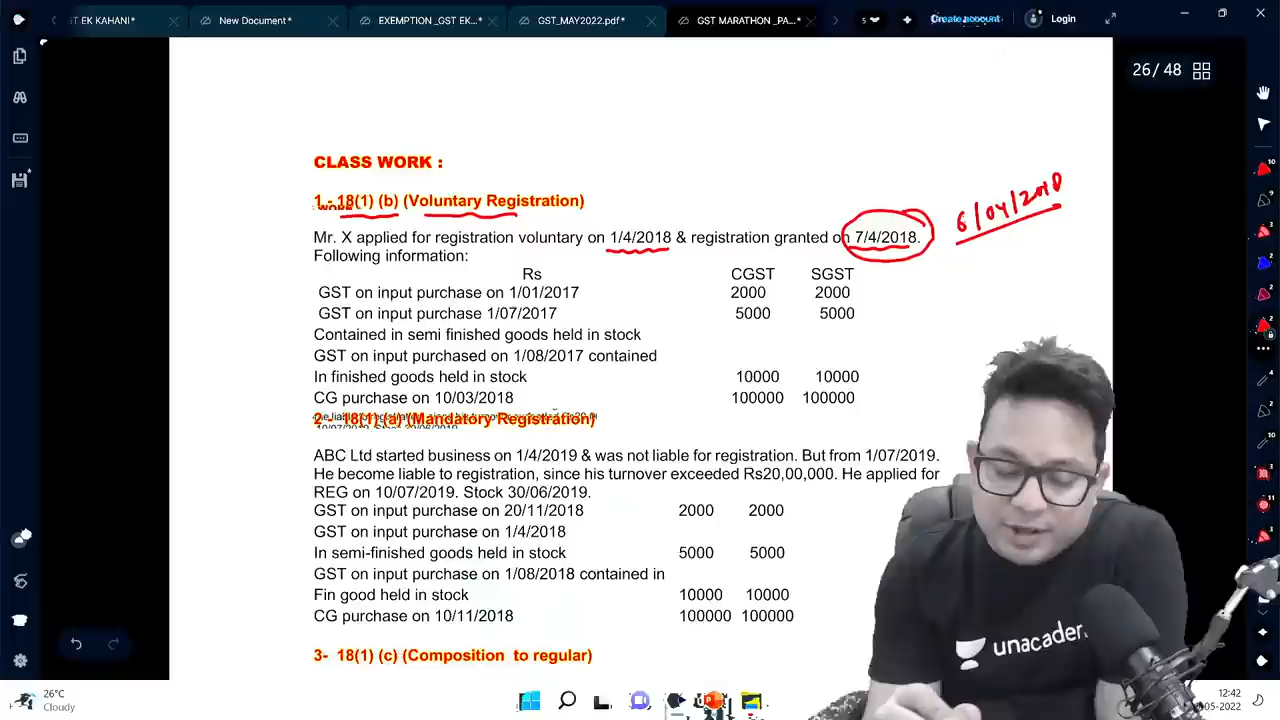 ST EK KAHANI* New Document* EXEMPTION _GST EK...* GST_MAY2022.pdf* GST MARATHON _PA...* 5 Create account Login
26/ 48
CLASS WORK :
1 - 18(1) (b) (Voluntary Registration)
6/04/2018
Mr. X applied for registration voluntary on 1/4/2018 & registration granted on 7/4/2018.
Following information:
Rs CGST SGST
GST on input purchase on 1/01/2017 2000 2000
GST on input purchase 1/07/2017 5000 5000
Contained in semi finished goods held in stock
GST on input purchased on 1/08/2017 contained
In finished goods held in stock 10000 10000
CG purchase on 10/03/2018 100000 100000
2 - 18(1) (a) (Mandatory Registration)
ABC Ltd started business on 1/4/2019 & was not liable for registration. But from 1/07/2019.
He become liable to registration, since his turnover exceeded Rs20,00,000. He applied for
REG on 10/07/2019. Stock 30/06/2019.
GST on input purchase on 20/11/2018 2000 2000
GST on input purchase on 1/4/2018
In semi-finished goods held in stock 5000 5000
GST on input purchase on 1/08/2018 contained in
Fin good held in stock 10000 10000
CG purchase on 10/11/2018 100000 100000
3- 18(1) (c) (Composition to regular)
unacademy
26°C
Cloudy
12:42
05-2022